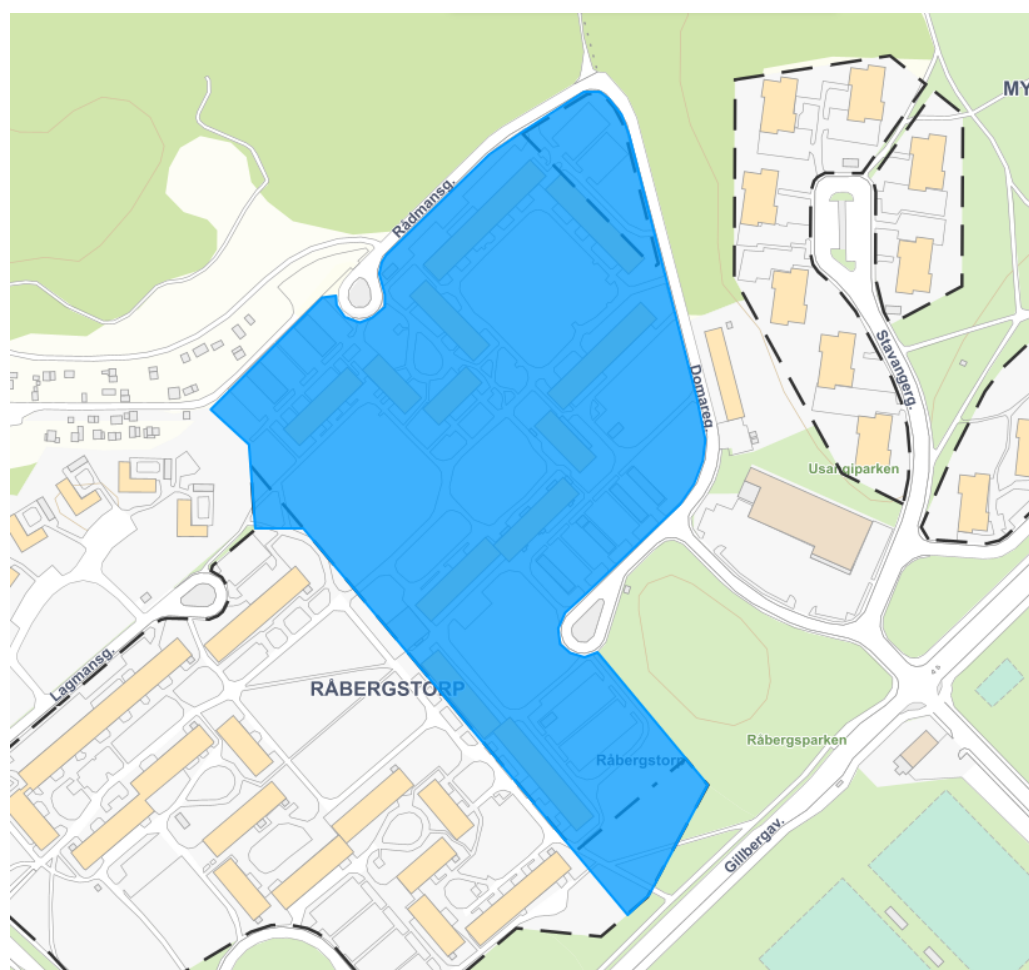 MY
Rådmansg.
Domareg.
Stavangerg.
Usangiparken
Lagmansg.
RÅBERGSTORP
Råbergstorp
Råbergsparken
Gillbergav.